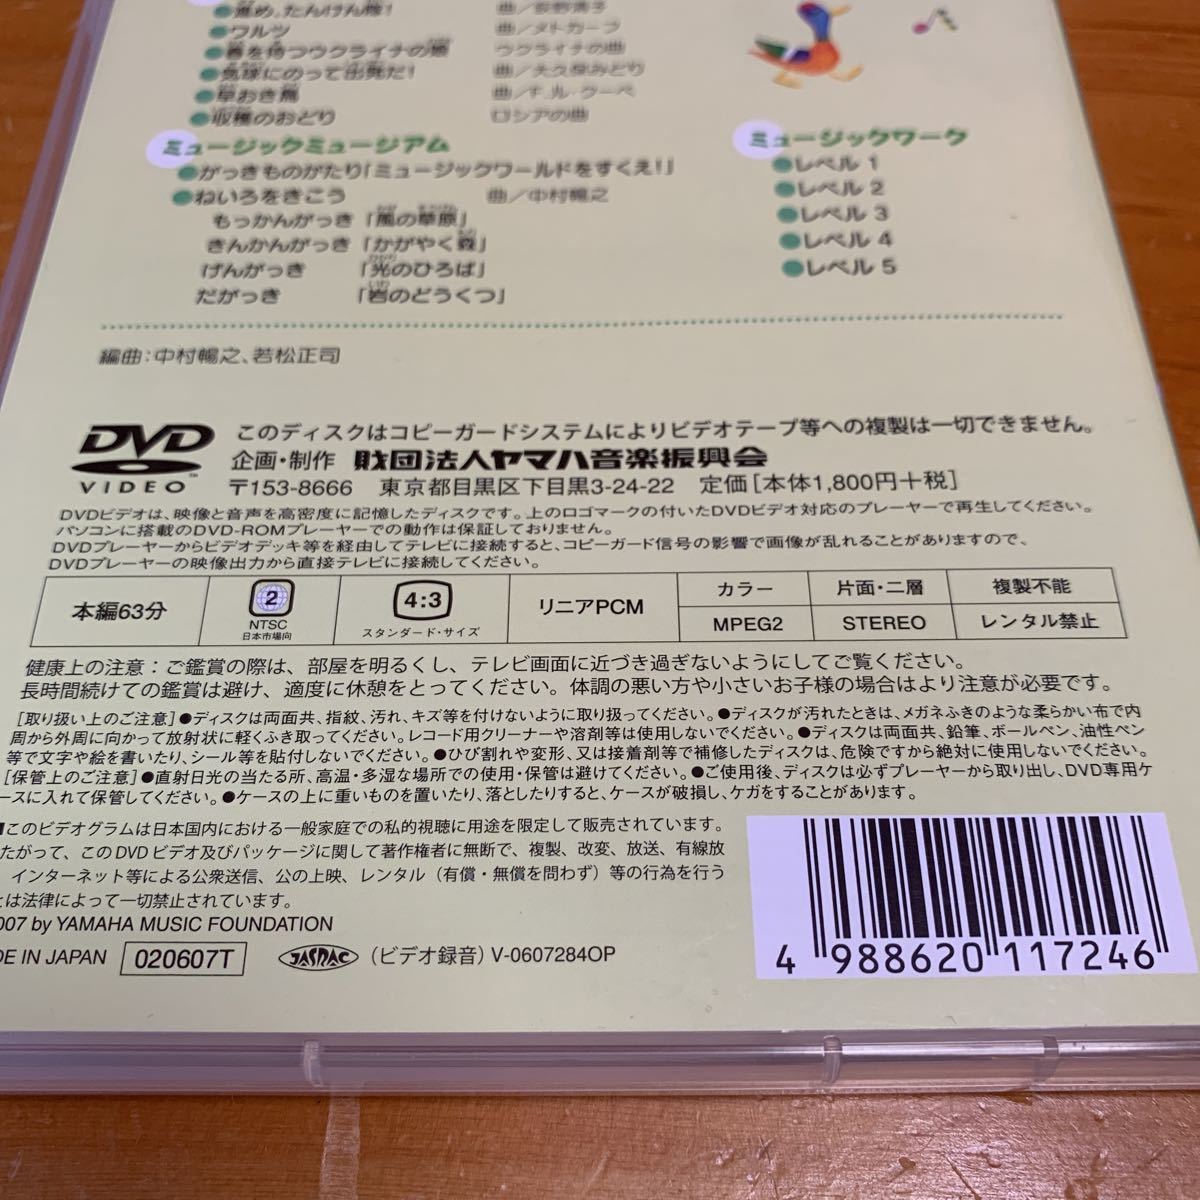 ●進め、たんけん隊!
●ワルツ
●春を待つウクライナの娘 ウクライナの曲
●気球にのって出発だ! 曲/大久保みどり
●早おき鳥 曲/F.ル・クーペ
●収穫のおどり ロシアの曲
ミュージックミュージアム
●がっきものがたり「ミュージックワールドをすくえ!」
●ねいろをきこう 曲/中村暢之
もっかんがっき 「風の草原」
きんかんがっき 「かがやく森」
げんがっき 「光のひろば」
だがっき 「岩のどうくつ」
ミュージックワーク
●レベル 1
●レベル 2
●レベル 3
●レベル 4
●レベル 5
編曲:中村暢之、若松正司
DVD VIDEO™
このディスクはコピーガードシステムによりビデオテープ等への複製は一切できません。
企画・制作 財団法人ヤマハ音楽振興会
〒153-8666 東京都目黒区下目黒3-24-22 定価[本体1,800円+税]
DVDビデオは、映像と音声を高密度に記憶したディスクです。上のロゴマークの付いたDVDビデオ対応のプレーヤーで再生してください。
パソコンに搭載のDVD-ROMプレーヤーでの動作は保証しておりません。
DVDプレーヤーからビデオデッキ等を経由してテレビに接続すると、コピーガード信号の影響で画像が乱れることがありますので、
DVDプレーヤーの映像出力から直接テレビに接続してください。
本編63分 2 NTSC 日本市場向 4:3 スタンダード・サイズ リニアPCM カラー 片面・二層 複製不能
MPEG2 STEREO レンタル禁止
健康上の注意:ご鑑賞の際は、部屋を明るくし、テレビ画面に近づき過ぎないようにしてご覧ください。
長時間続けての鑑賞は避け、適度に休憩をとってください。体調の悪い方や小さいお子様の場合はより注意が必要です。
[取り扱い上のご注意]●ディスクは両面共、指紋、汚れ、キズ等を付けないように取り扱ってください。●ディスクが汚れたときは、メガネふきのような柔らかい布で内
周から外周に向かって放射状に軽くふき取ってください。レコード用クリーナーや溶剤等は使用しないでください。●ディスクは両面共、鉛筆、ボールペン、油性ペン
等で文字や絵を書いたり、シール等を貼付しないでください。●ひび割れや変形、又は接着剤等で補修したディスクは、危険ですから絶対に使用しないでください。
[保管上のご注意]●直射日光の当たる所、高温・多湿な場所での使用・保管は避けてください。●ご使用後、ディスクは必ずプレーヤーから取り出し、DVD専用ケ
ースに入れて保管してください。●ケースの上に重いものを置いたり、落としたりすると、ケースが破損し、ケガをすることがあります。
■このビデオグラムは日本国内における一般家庭での私的視聴に用途を限定して販売されています。
たがって、このDVDビデオ及びパッケージに関して著作権者に無断で、複製、改変、放送、有線放
インターネット等による公衆送信、公の上映、レンタル(有償・無償を問わず)等の行為を行う
とは法律によって一切禁止されています。
007 by YAMAHA MUSIC FOUNDATION
DE IN JAPAN 020607T JASRAC (ビデオ録音) V-0607284OP
4 988620 117246